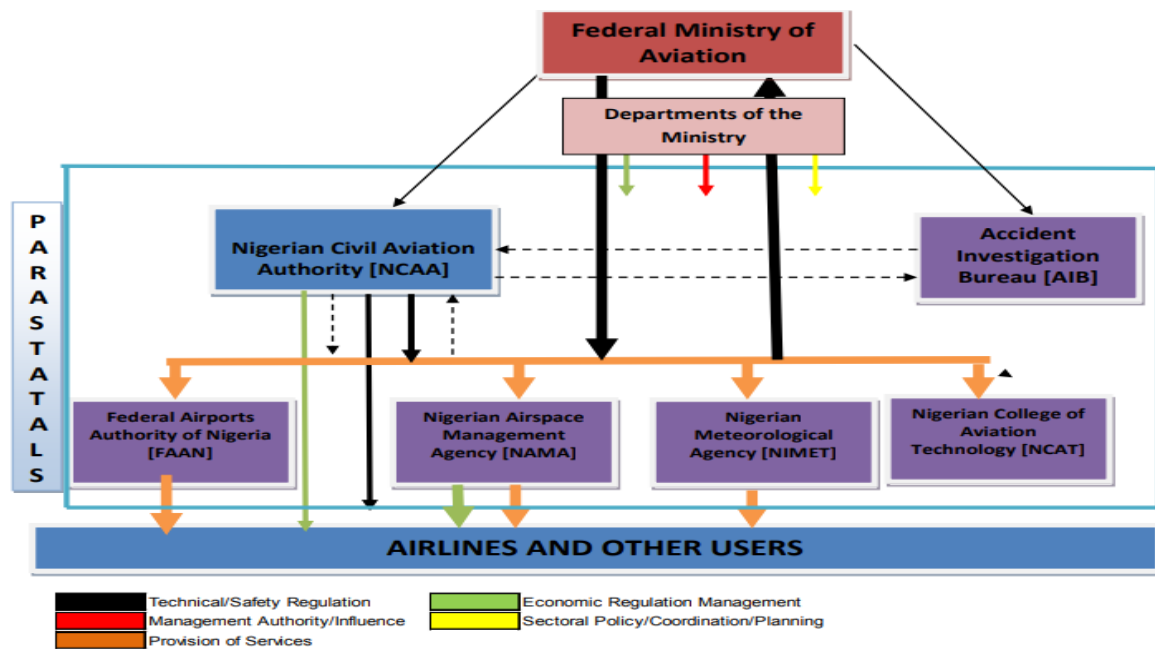 Federal Ministry of
Aviation
Departments of the
Ministry
PARASTATALS
Nigerian Civil Aviation
Authority [NCAA]
Accident
Investigation
Bureau [AIB]
Federal Airports
Authority of Nigeria
[FAAN]
Nigerian Airspace
Management
Agency [NAMA]
Nigerian
Meteorological
Agency [NIMET]
Nigerian College of
Aviation
Technology [NCAT]
AIRLINES AND OTHER USERS
Technical/Safety Regulation
Economic Regulation Management
Management Authority/Influence
Sectoral Policy/Coordination/Planning
Provision of Services